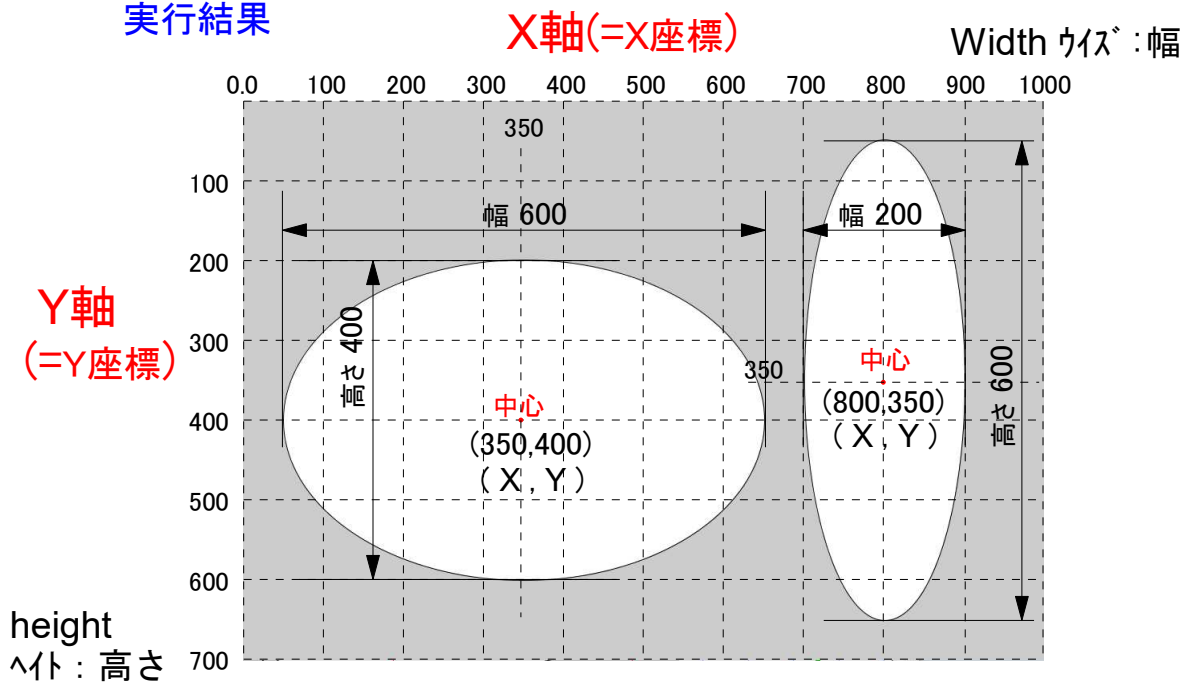 実行結果
X軸(=X座標)
Width ウイズ:幅
0.0 100 200 300 400 500 600 700 800 900 1000
350
100
幅 600
幅 200
200
Y軸
(=Y座標)
300
高さ 400
350
中心
(800,350)
( X , Y )
高さ 600
中心
400
(350,400)
( X , Y )
500
600
height
ヘイト : 高さ
700